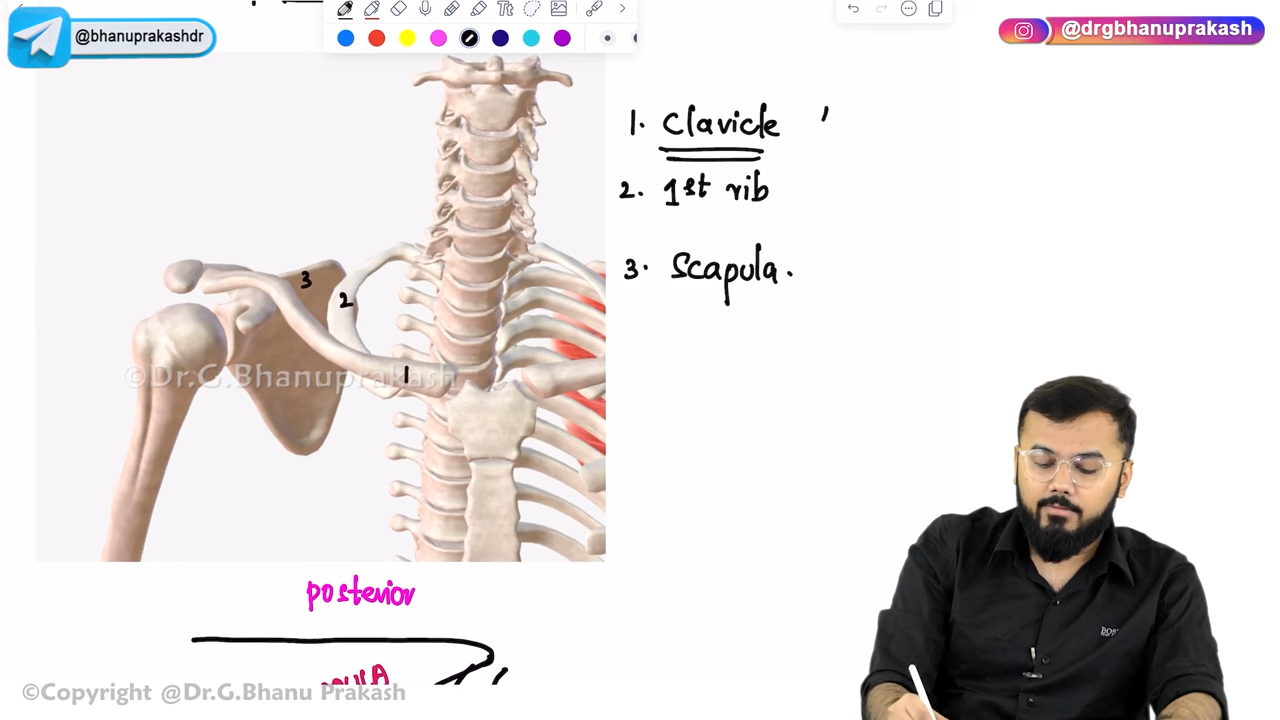 @bhanuprakashdr
@drgbhanuprakash
1. Clavicle
2. 1st rib
3. Scapula.
3
2
1
©Dr.G.Bhanuprakash
posterior
BOSS
©Copyright @Dr.G.Bhanu Prakash